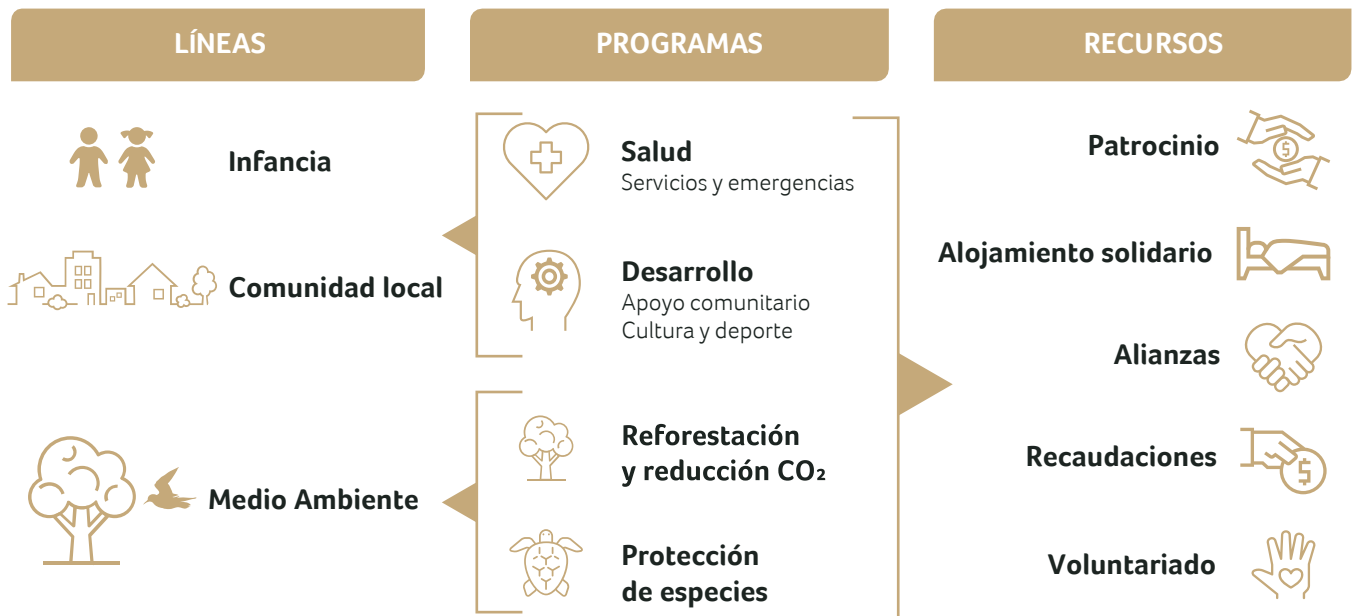 LÍNEAS
Infancia
Comunidad local
Medio Ambiente
PROGRAMAS
Salud
Servicios y emergencias
Desarrollo
Apoyo comunitario
Cultura y deporte
Reforestación
y reducción CO₂
Protección
de especies
RECURSOS
Patrocinio
$
Alojamiento solidario
Alianzas
Recaudaciones
$
Voluntariado